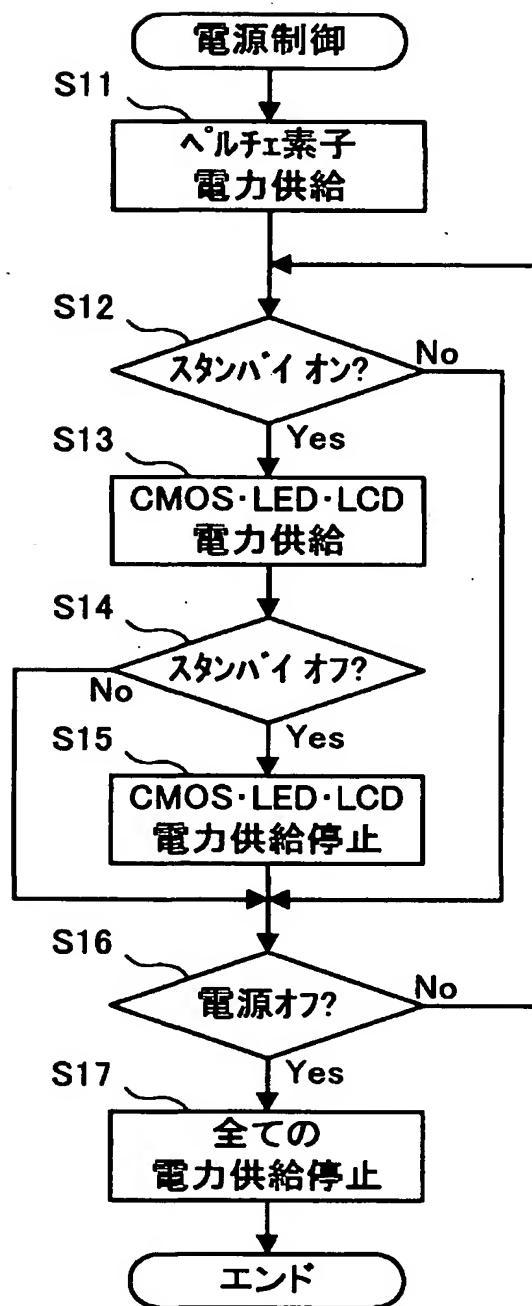 電源制御
S11
ペルチェ素子
電力供給
S12
スタンバイ オン?
No
Yes
S13
CMOS・LED・LCD
電力供給
S14
スタンバイ オフ?
No
Yes
S15
CMOS・LED・LCD
電力供給停止
S16
電源オフ?
No
Yes
S17
全ての
電力供給停止
エンド